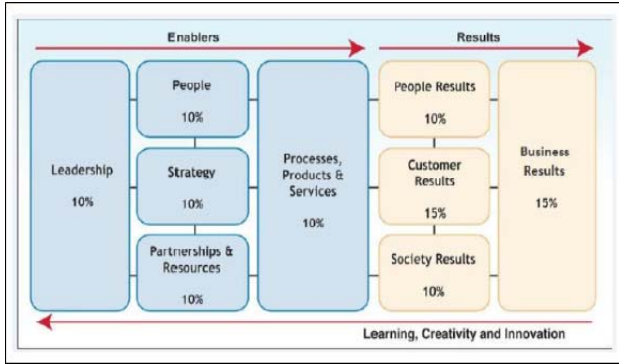 Enablers
Results
Leadership
10%
People
10%
Strategy
10%
Partnerships &
Resources
10%
Processes,
Products &
Services
10%
People Results
10%
Customer
Results
15%
Society Results
10%
Business
Results
15%
Learning, Creativity and Innovation